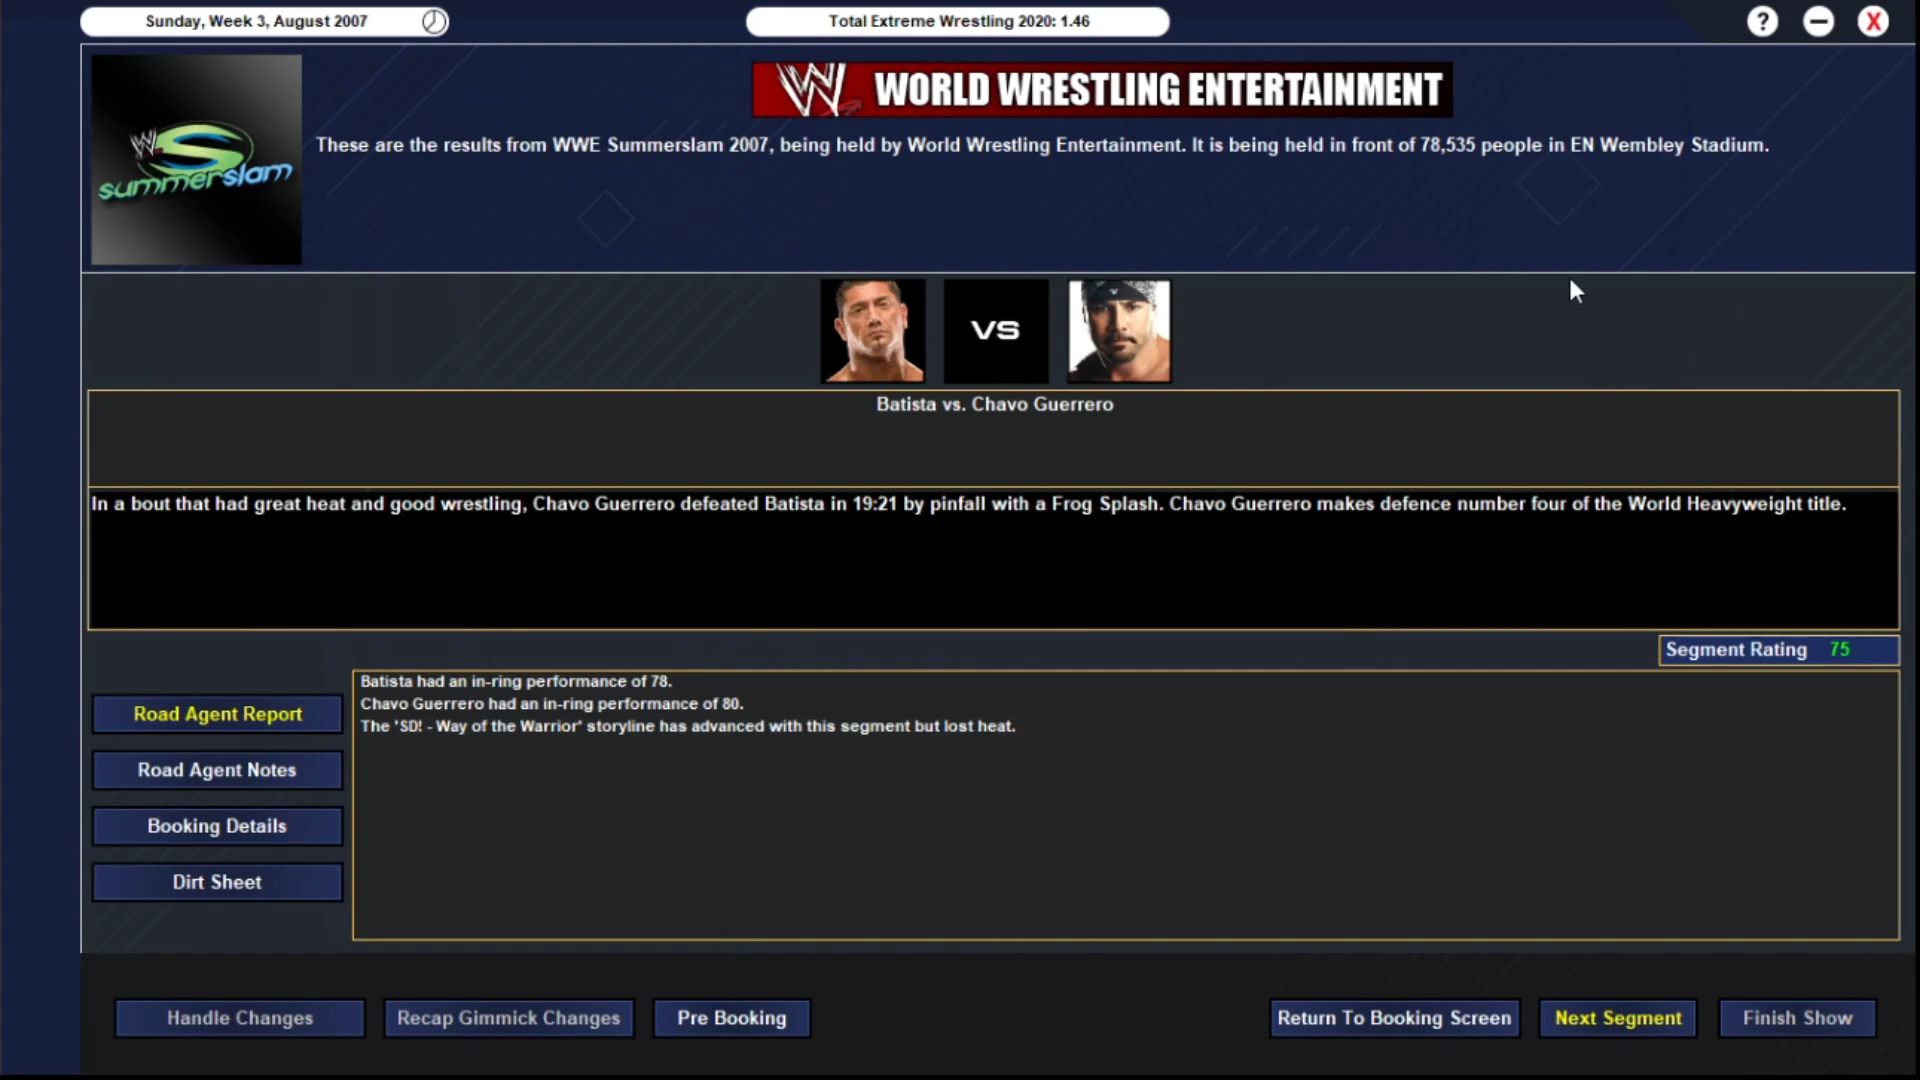 Sunday, Week 3, August 2007
Total Extreme Wrestling 2020: 1.46
?
X
W
WORLD WRESTLING ENTERTAINMENT
W
summerslam
These are the results from WWE Summerslam 2007, being held by World Wrestling Entertainment. It is being held in front of 78,535 people in EN Wembley Stadium.
VS
Batista vs. Chavo Guerrero
In a bout that had great heat and good wrestling, Chavo Guerrero defeated Batista in 19:21 by pinfall with a Frog Splash. Chavo Guerrero makes defence number four of the World Heavyweight title.
Segment Rating 75
Batista had an in-ring performance of 78.
Chavo Guerrero had an in-ring performance of 80.
The 'SD! - Way of the Warrior' storyline has advanced with this segment but lost heat.
Road Agent Report
Road Agent Notes
Booking Details
Dirt Sheet
Handle Changes
Recap Gimmick Changes
Pre Booking
Return To Booking Screen
Next Segment
Finish Show